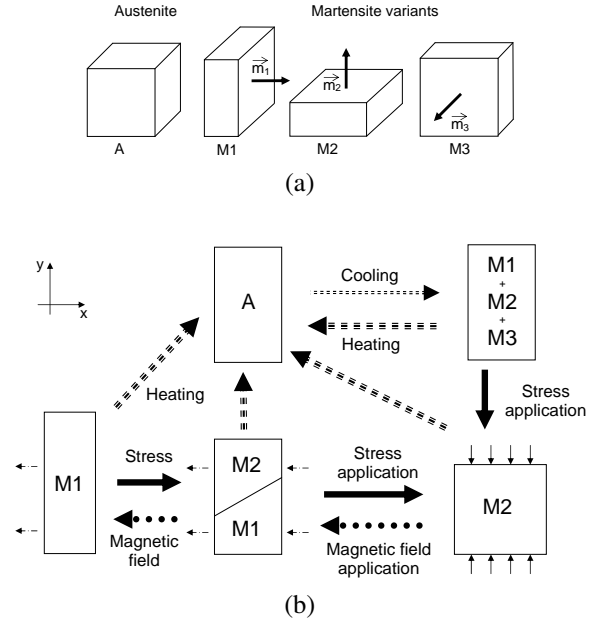 Austenite
Martensite variants
m₁
m₂
m₃
A
M1
M2
M3
(a)
y
x
A
Cooling
Heating
M1
+
M2
+
M3
Heating
Stress
application
M1
Stress
Magnetic
field
M2
M1
Stress
application
Magnetic field
application
M2
(b)